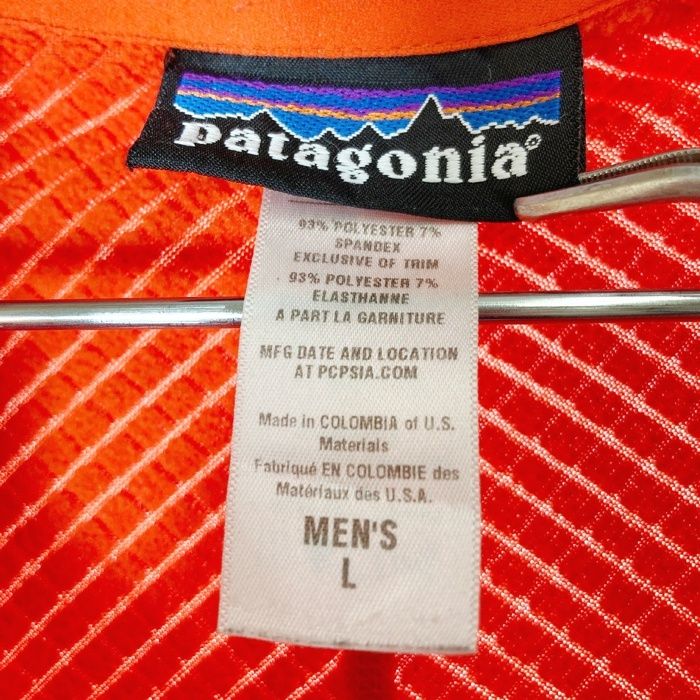 patagonia®
93% POLYESTER 7%
SPANDEX
EXCLUSIVE OF TRIM
93% POLYESTER 7%
ELASTHANNE
A PART LA GARNITURE
MFG DATE AND LOCATION
AT PCPSIA.COM
Made in COLOMBIA of U.S.
Materials
Fabriqué EN COLOMBIE des
Matériaux des U.S.A.
MEN'S
L